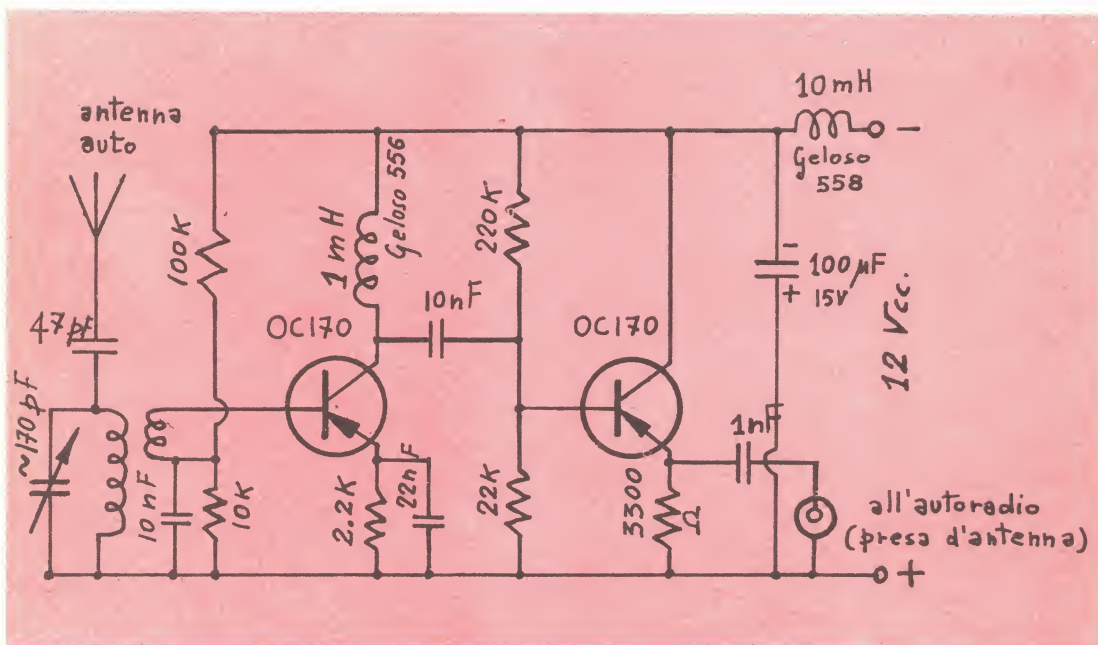 antenna
auto
47pF
~170pF
10nF
100K
10K
OC170
1mH
Geloso 556
2.2K
22nF
10nF
220K
22K
OC170
3300
Ω
1nF
10mH
Geloso
558
−
−
100µF
+ 15V
12 Vcc.
all'autoradio
(presa d'antenna)
+